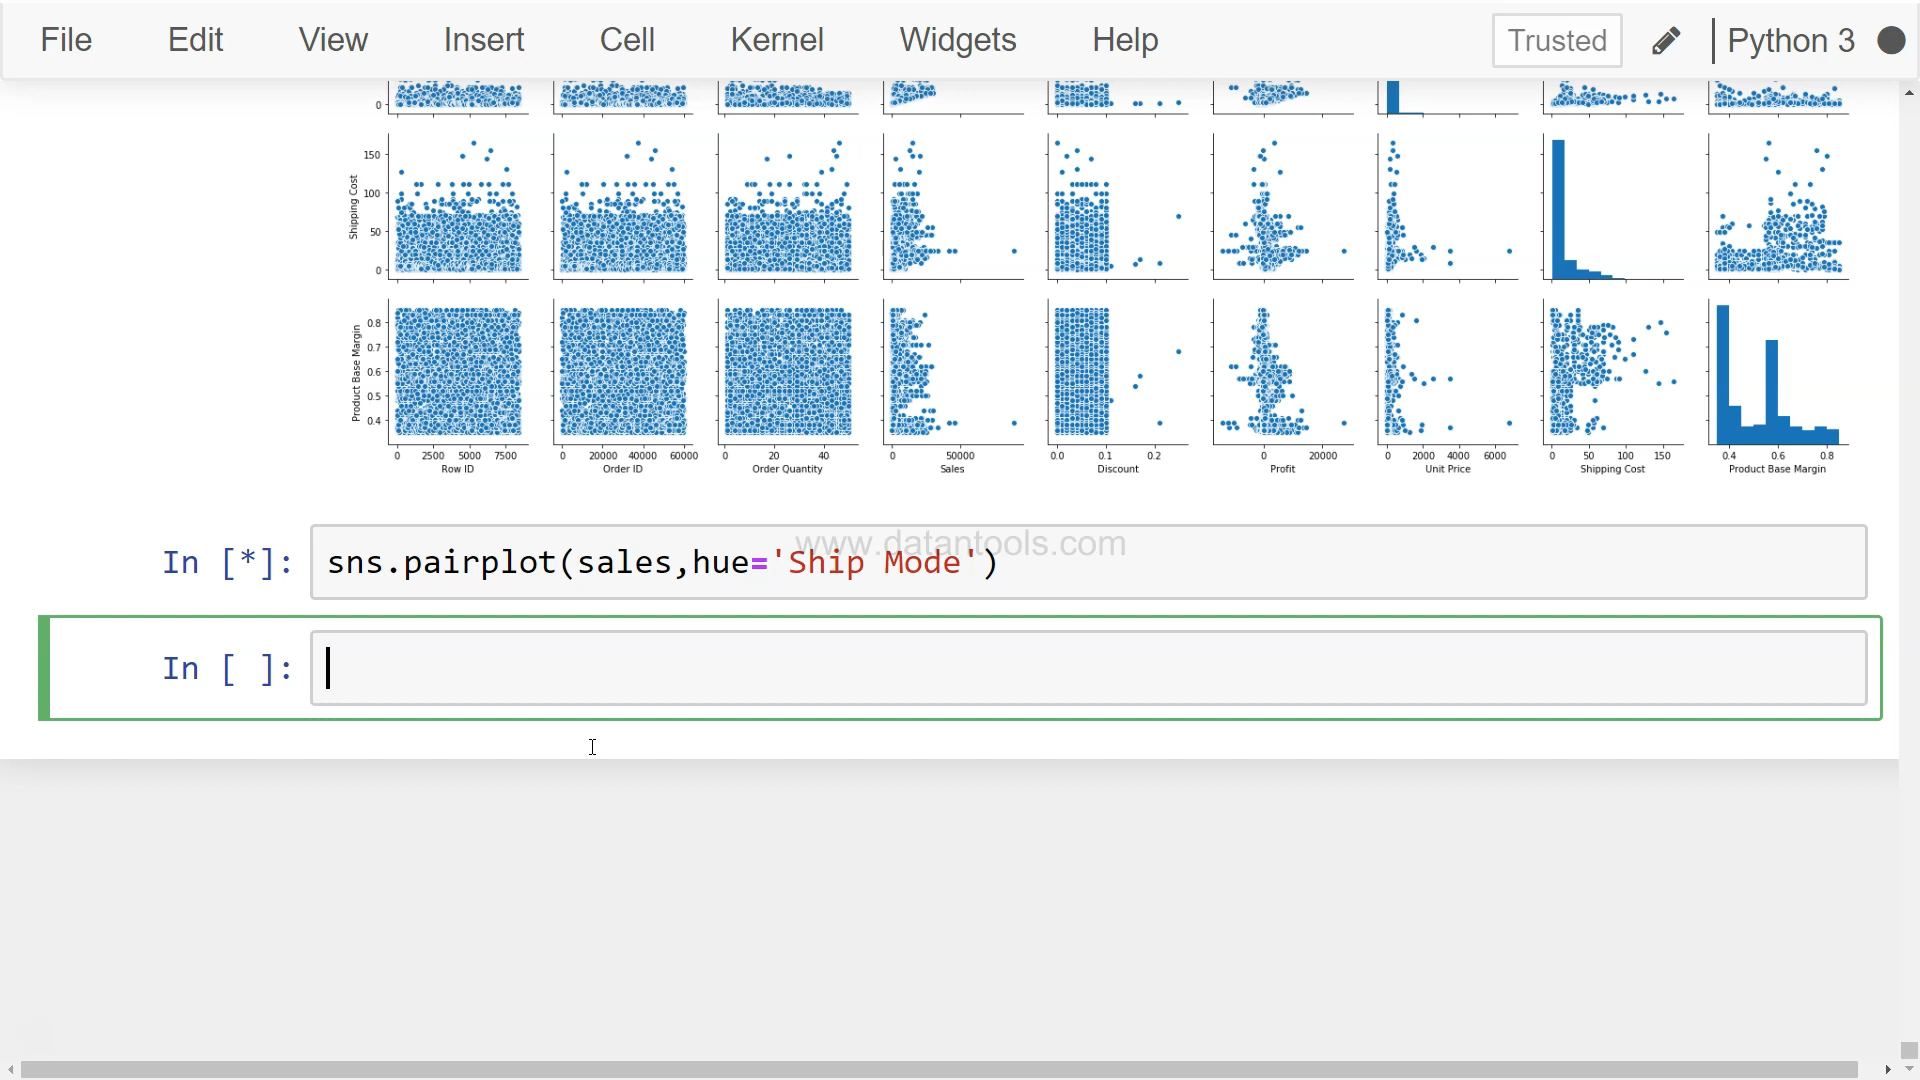 File Edit View Insert Cell Kernel Widgets Help Trusted Python 3
0
150
100
50
0
Shipping Cost
0.8
0.7
0.6
0.5
0.4
Product Base Margin
0 2500 5000 7500 0 20000 40000 60000 0 20 40 0 50000 0.0 0.1 0.2 0 20000 0 2000 4000 6000 0 50 100 150 0.4 0.6 0.8
Row ID Order ID Order Quantity Sales Discount Profit Unit Price Shipping Cost Product Base Margin
www.datantools.com
In [*]: sns.pairplot(sales,hue='Ship Mode')
In [ ]: